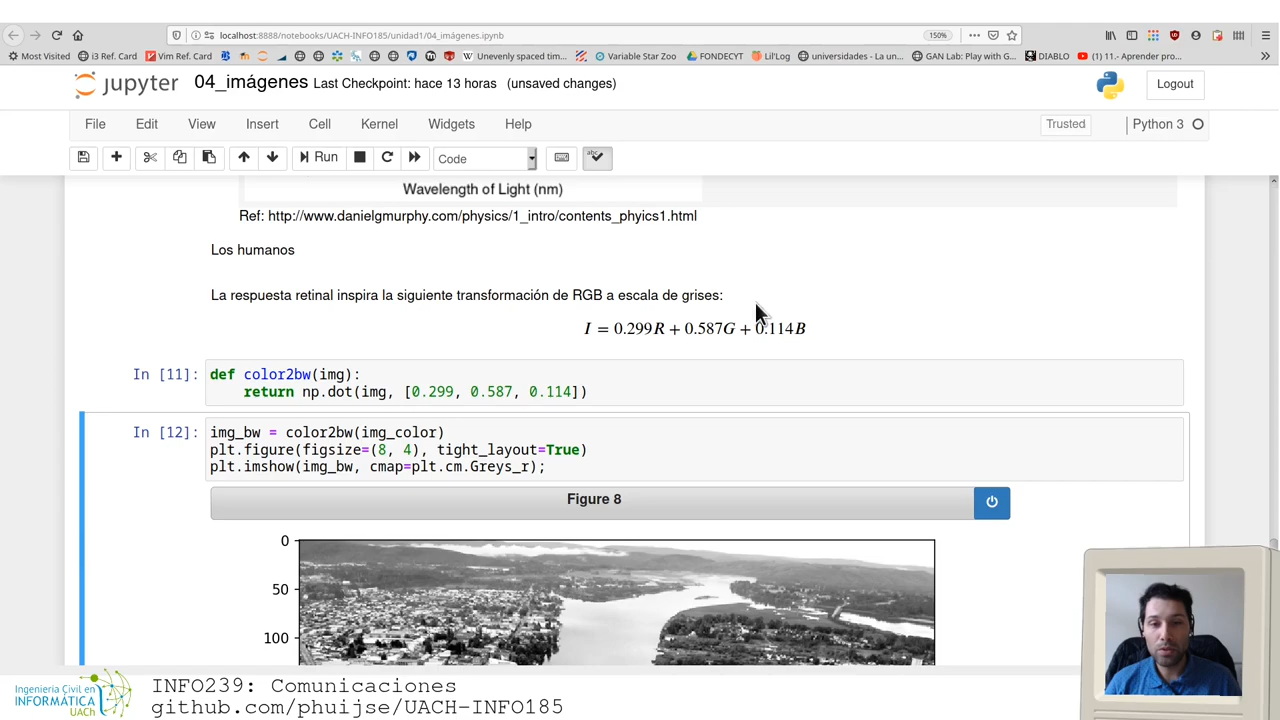 localhost:8888/notebooks/UACH-INFO185/unidad1/04_imágenes.ipynb
150%
Most Visited
i3 Ref. Card
Vim Ref. Card
Unevenly spaced tim...
Variable Star Zoo
FONDECYT
Lil'Log
universidades - La un...
GAN Lab: Play with G...
DIABLO
(1) 11.- Aprender pro...
jupyter
04_imágenes Last Checkpoint: hace 13 horas (unsaved changes)
Logout
File Edit View Insert Cell Kernel Widgets Help
Trusted
Python 3
Run
Code
Wavelength of Light (nm)
Ref: http://www.danielgmurphy.com/physics/1_intro/contents_phyics1.html
Los humanos
La respuesta retinal inspira la siguiente transformación de RGB a escala de grises:
I = 0.299R + 0.587G + 0.114B
In [11]: def color2bw(img):
return np.dot(img, [0.299, 0.587, 0.114])
In [12]: img_bw = color2bw(img_color)
plt.figure(figsize=(8, 4), tight_layout=True)
plt.imshow(img_bw, cmap=plt.cm.Greys_r);
Figure 8
0
50
100
Ingeniería Civil en
INFORMÁTICA
UACh
INFO239: Comunicaciones
github.com/phuijse/UACH-INFO185